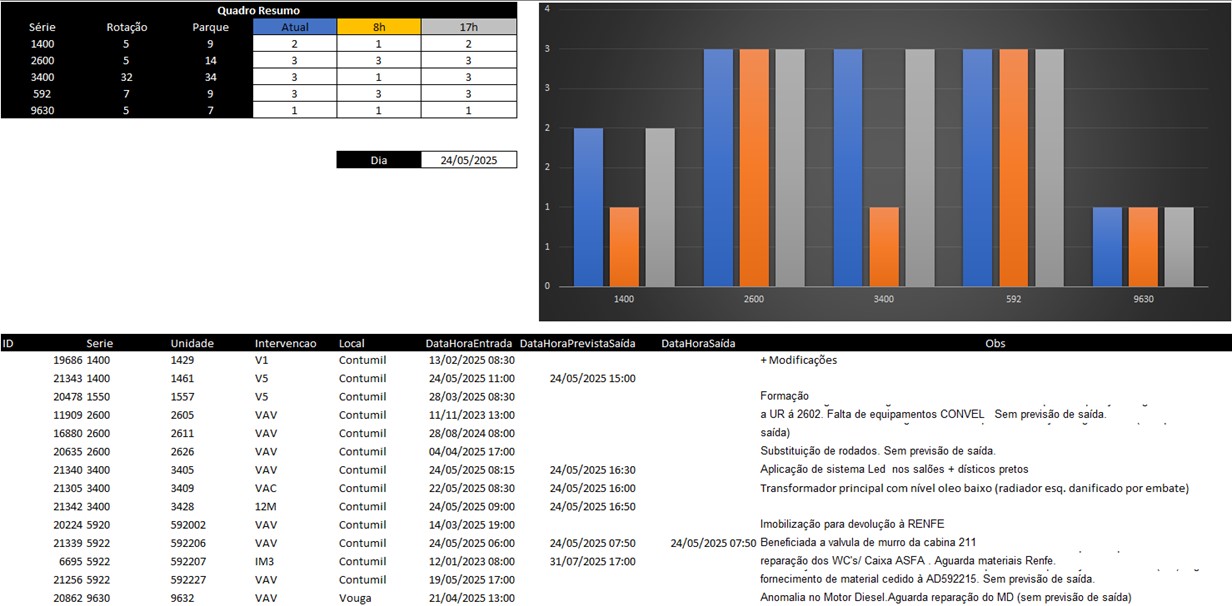 Quadro Resumo
Série Rotação Parque Atual 8h 17h
1400 5 9 2 1 2
2600 5 14 3 3 3
3400 32 34 3 1 3
592 7 9 3 3 3
9630 5 7 1 1 1
Dia 24/05/2025
4
3
3
2
2
1
1
0
1400 2600 3400 592 9630
ID Serie Unidade Intervencao Local DataHoraEntrada DataHoraPrevistaSaída DataHoraSaída Obs
19686 1400 1429 V1 Contumil 13/02/2025 08:30 + Modificações
21343 1400 1461 V5 Contumil 24/05/2025 11:00 24/05/2025 15:00
20478 1550 1557 V5 Contumil 28/03/2025 08:30 Formação
11909 2600 2605 VAV Contumil 11/11/2023 13:00 a UR á 2602. Falta de equipamentos CONVEL Sem previsão de saída.
16880 2600 2611 VAV Contumil 28/08/2024 08:00 saída)
20635 2600 2626 VAV Contumil 04/04/2025 17:00 Substituição de rodados. Sem previsão de saída.
21340 3400 3405 VAV Contumil 24/05/2025 08:15 24/05/2025 16:30 Aplicação de sistema Led nos salões + dísticos pretos
21305 3400 3409 VAC Contumil 22/05/2025 08:30 24/05/2025 16:00 Transformador principal com nível oleo baixo (radiador esq. danificado por embate)
21342 3400 3428 12M Contumil 24/05/2025 09:00 24/05/2025 16:50
20224 5920 592002 VAV Contumil 14/03/2025 19:00 Imobilização para devolução à RENFE
21339 5922 592206 VAV Contumil 24/05/2025 06:00 24/05/2025 07:50 24/05/2025 07:50 Beneficiada a valvula de murro da cabina 211
6695 5922 592207 IM3 Contumil 12/01/2023 08:00 31/07/2025 17:00 reparação dos WC's/ Caixa ASFA . Aguarda materiais Renfe.
21256 5922 592227 VAV Contumil 19/05/2025 17:00 fornecimento de material cedido à AD592215. Sem previsão de saída.
20862 9630 9632 VAV Vouga 21/04/2025 13:00 Anomalia no Motor Diesel.Aguarda reparação do MD (sem previsão de saída)